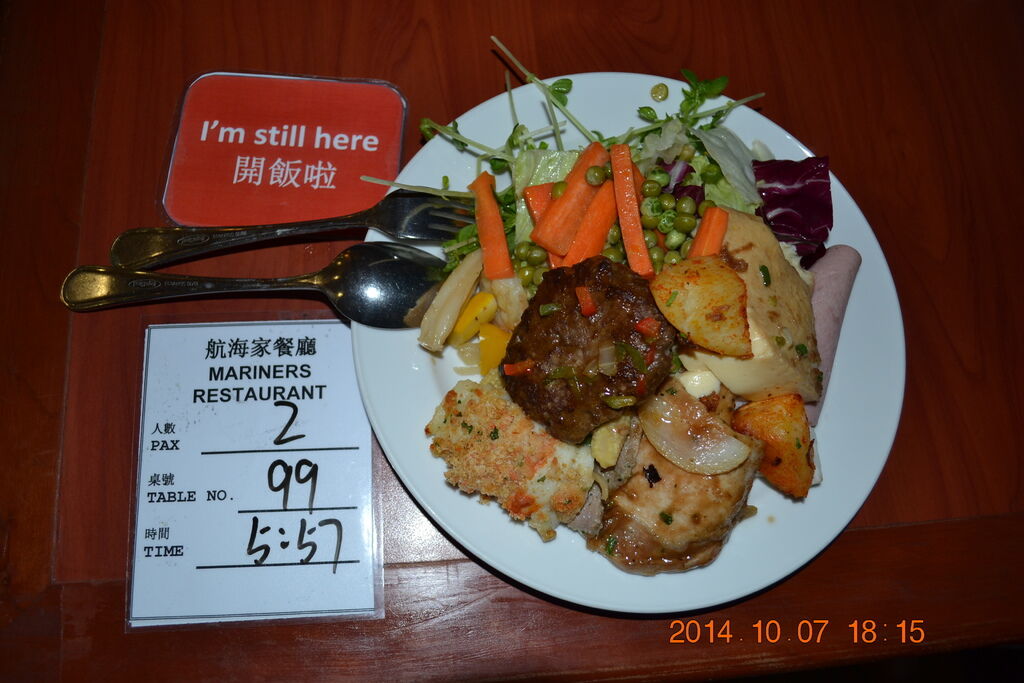 I'm still here
開飯啦
航海家餐廳
MARINERS
RESTAURANT
人數
PAX 2
桌號
TABLE NO. 99
時間
TIME 5:57
2014.10.07 18:15